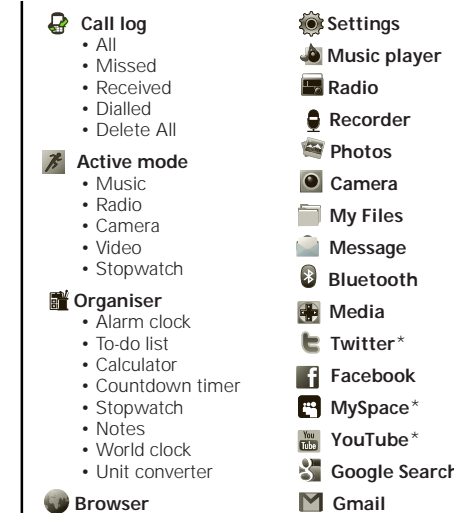 Call log
• All
• Missed
• Received
• Dialled
• Delete All
Active mode
• Music
• Radio
• Camera
• Video
• Stopwatch
Organiser
• Alarm clock
• To-do list
• Calculator
• Countdown timer
• Stopwatch
• Notes
• World clock
• Unit converter
Browser
Settings
Music player
Radio
Recorder
Photos
Camera
My Files
Message
Bluetooth
Media
Twitter*
Facebook
MySpace*
You Tube YouTube*
Google Search
Gmail